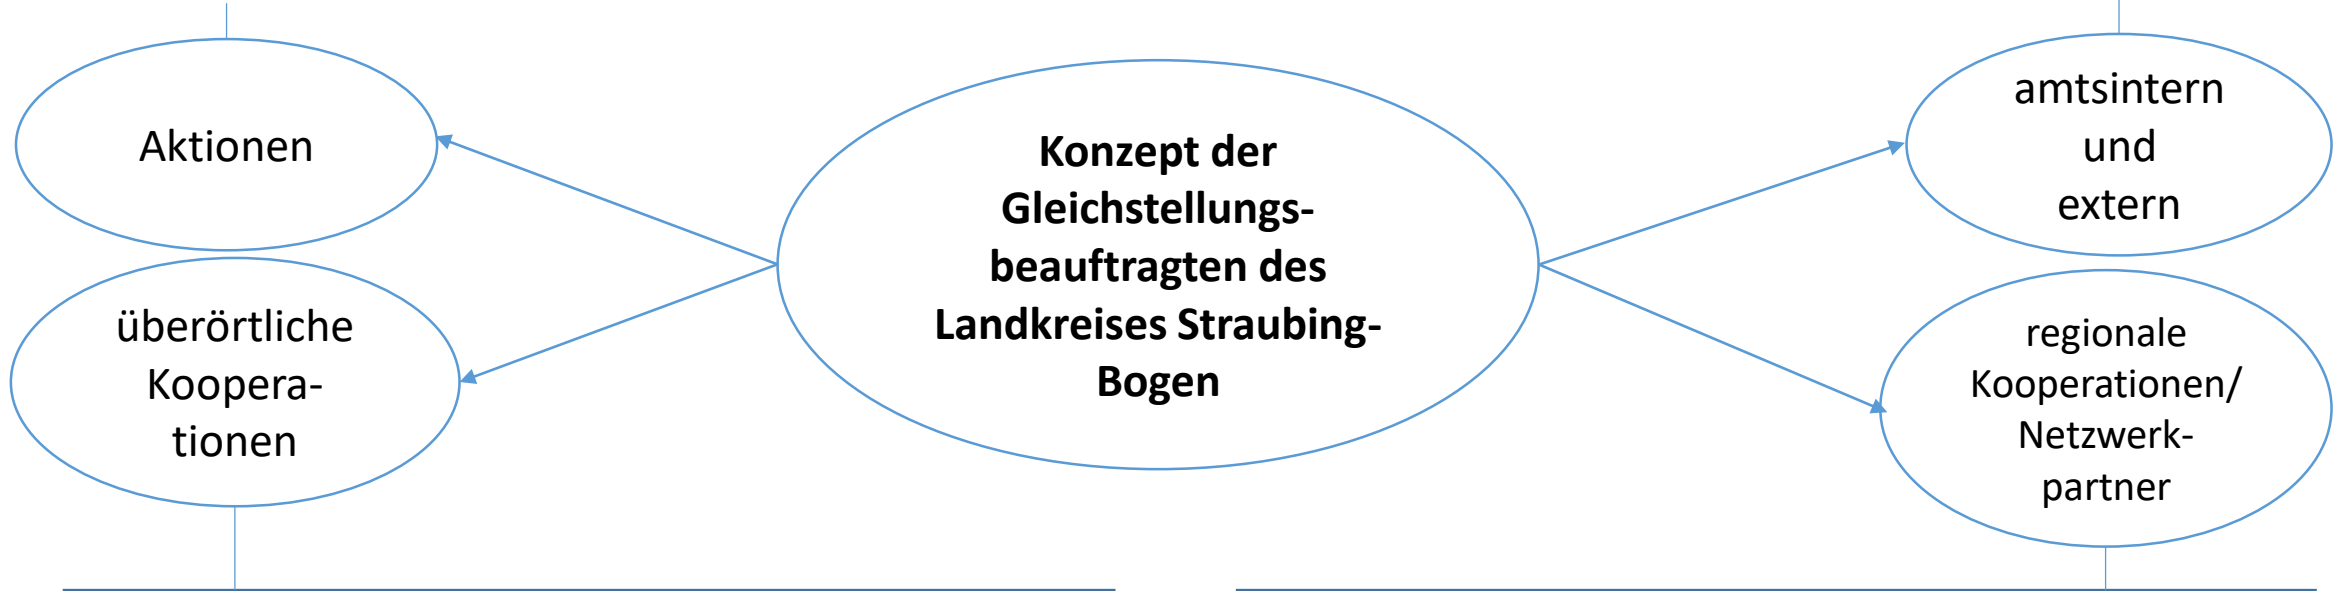 Aktionen
überörtliche
Koopera-
tionen
Konzept der
Gleichstellungs-
beauftragten des
Landkreises Straubing-
Bogen
amtsintern
und
extern
regionale
Kooperationen/
Netzwerk-
partner